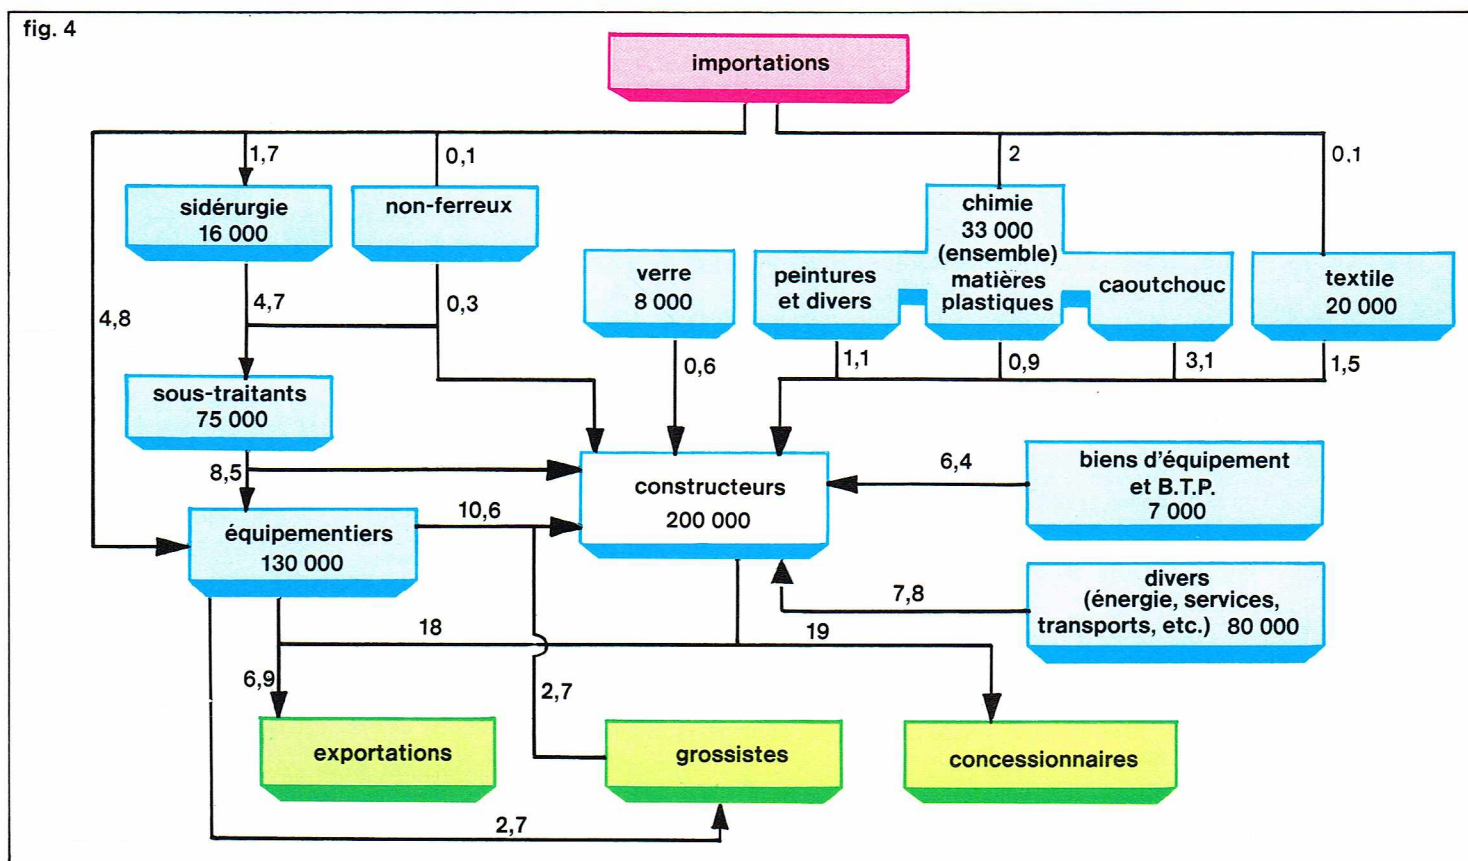 fig. 4
importations
1,7
0,1
2
0,1
sidérurgie
16 000
non-ferreux
chimie
33 000
(ensemble)
verre
8 000
peintures
et divers
matières
plastiques
caoutchouc
textile
20 000
4,8
4,7
0,3
0,6
1,1
0,9
3,1
1,5
sous-traitants
75 000
8,5
constructeurs
200 000
6,4
biens d'équipement
et B.T.P.
7 000
équipementiers
130 000
10,6
7,8
divers
(énergie, services,
transports, etc.) 80 000
18
19
6,9
2,7
exportations
grossistes
concessionnaires
2,7